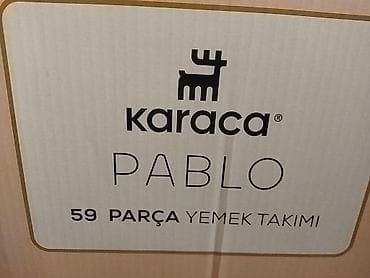 Karaca®
PABLO
59 PARÇA YEMEK TAKIMI